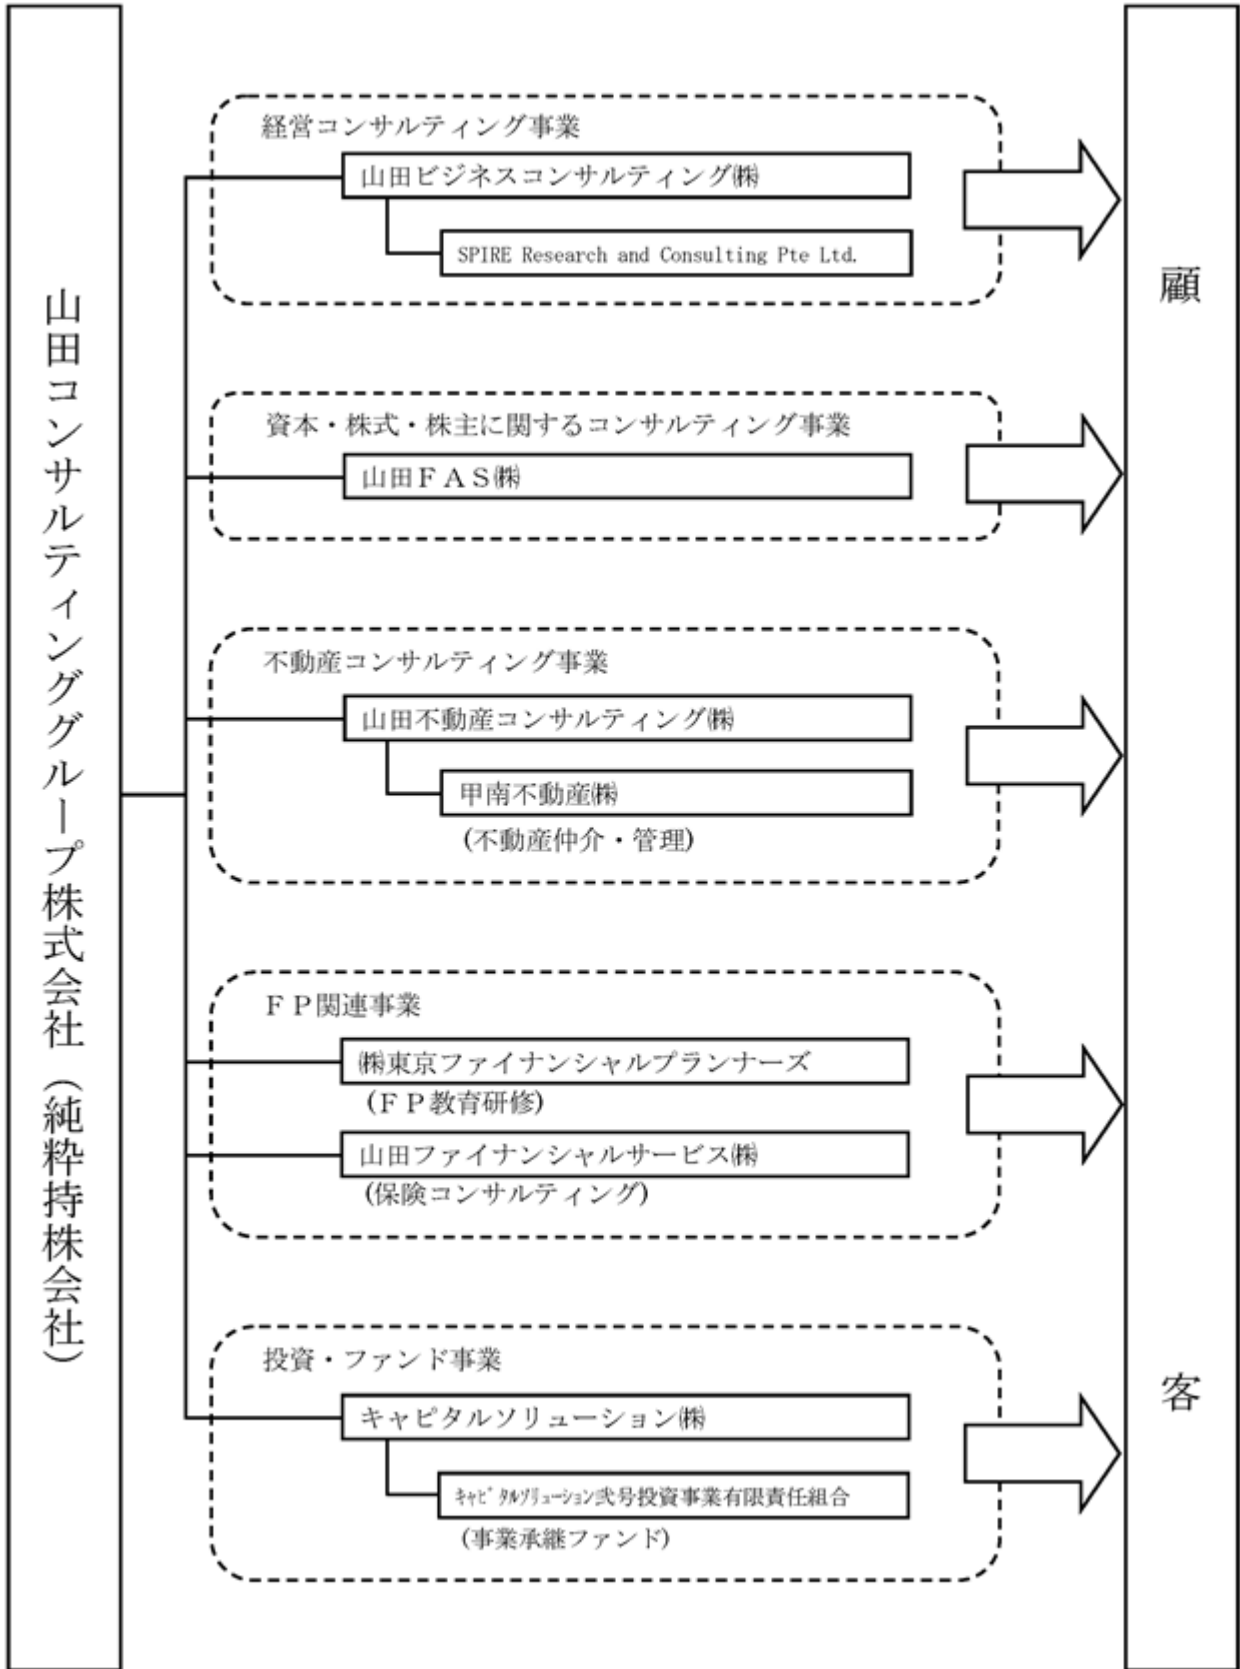 山田コンサルティンググループ株式会社（純粋持株会社）
経営コンサルティング事業
山田ビジネスコンサルティング㈱
SPIRE Research and Consulting Pte Ltd.
資本・株式・株主に関するコンサルティング事業
山田ＦＡＳ㈱
不動産コンサルティング事業
山田不動産コンサルティング㈱
甲南不動産㈱
(不動産仲介・管理)
ＦＰ関連事業
㈱東京ファイナンシャルプランナーズ
(ＦＰ教育研修)
山田ファイナンシャルサービス㈱
(保険コンサルティング)
投資・ファンド事業
キャピタルソリューション㈱
ｷｬﾋﾟﾀﾙｿﾘｭｰｼｮﾝ弐号投資事業有限責任組合
(事業承継ファンド)
顧客